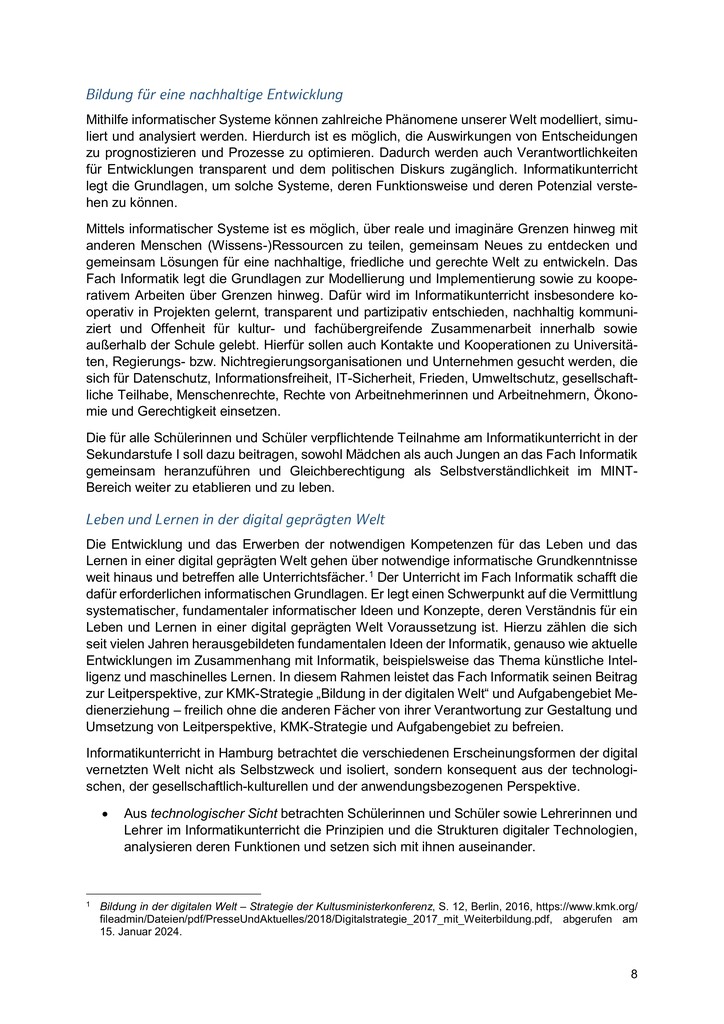 Bildung für eine nachhaltige Entwicklung
Mithilfe informatischer Systeme können zahlreiche Phänomene unserer Welt modelliert, simu-
liert und analysiert werden. Hierdurch ist es möglich, die Auswirkungen von Entscheidungen
zu prognostizieren und Prozesse zu optimieren. Dadurch werden auch Verantwortlichkeiten
für Entwicklungen transparent und dem politischen Diskurs zugänglich. Informatikunterricht
legt die Grundlagen, um solche Systeme, deren Funktionsweise und deren Potenzial verste-
hen zu können.
Mittels informatischer Systeme ist es möglich, über reale und imaginäre Grenzen hinweg mit
anderen Menschen (Wissens-)Ressourcen zu teilen, gemeinsam Neues zu entdecken und
gemeinsam Lösungen für eine nachhaltige, friedliche und gerechte Welt zu entwickeln. Das
Fach Informatik legt die Grundlagen zur Modellierung und Implementierung sowie zu koope-
rativem Arbeiten über Grenzen hinweg. Dafür wird im Informatikunterricht insbesondere ko-
operativ in Projekten gelernt, transparent und partizipativ entschieden, nachhaltig kommuni-
ziert und Offenheit für kultur- und fachübergreifende Zusammenarbeit innerhalb sowie
außerhalb der Schule gelebt. Hierfür sollen auch Kontakte und Kooperationen zu Universitä-
ten, Regierungs- bzw. Nichtregierungsorganisationen und Unternehmen gesucht werden, die
sich für Datenschutz, Informationsfreiheit, IT-Sicherheit, Frieden, Umweltschutz, gesellschaft-
liche Teilhabe, Menschenrechte, Rechte von Arbeitnehmerinnen und Arbeitnehmern, Ökono-
mie und Gerechtigkeit einsetzen.
Die für alle Schülerinnen und Schüler verpflichtende Teilnahme am Informatikunterricht in der
Sekundarstufe I soll dazu beitragen, sowohl Mädchen als auch Jungen an das Fach Informatik
gemeinsam heranzuführen und Gleichberechtigung als Selbstverständlichkeit im MINT-
Bereich weiter zu etablieren und zu leben.
Leben und Lernen in der digital geprägten Welt
Die Entwicklung und das Erwerben der notwendigen Kompetenzen für das Leben und das
Lernen in einer digital geprägten Welt gehen über notwendige informatische Grundkenntnisse
weit hinaus und betreffen alle Unterrichtsfächer.¹ Der Unterricht im Fach Informatik schafft die
dafür erforderlichen informatischen Grundlagen. Er legt einen Schwerpunkt auf die Vermittlung
systematischer, fundamentaler informatischer Ideen und Konzepte, deren Verständnis für ein
Leben und Lernen in einer digital geprägten Welt Voraussetzung ist. Hierzu zählen die sich
seit vielen Jahren herausgebildeten fundamentalen Ideen der Informatik, genauso wie aktuelle
Entwicklungen im Zusammenhang mit Informatik, beispielsweise das Thema künstliche Intel-
ligenz und maschinelles Lernen. In diesem Rahmen leistet das Fach Informatik seinen Beitrag
zur Leitperspektive, zur KMK-Strategie „Bildung in der digitalen Welt“ und Aufgabengebiet Me-
dienerziehung – freilich ohne die anderen Fächer von ihrer Verantwortung zur Gestaltung und
Umsetzung von Leitperspektive, KMK-Strategie und Aufgabengebiet zu befreien.
Informatikunterricht in Hamburg betrachtet die verschiedenen Erscheinungsformen der digital
vernetzten Welt nicht als Selbstzweck und isoliert, sondern konsequent aus der technologi-
schen, der gesellschaftlich-kulturellen und der anwendungsbezogenen Perspektive.
• Aus technologischer Sicht betrachten Schülerinnen und Schüler sowie Lehrerinnen und
Lehrer im Informatikunterricht die Prinzipien und die Strukturen digitaler Technologien,
analysieren deren Funktionen und setzen sich mit ihnen auseinander.
¹ Bildung in der digitalen Welt – Strategie der Kultusministerkonferenz, S. 12, Berlin, 2016, https://www.kmk.org/
fileadmin/Dateien/pdf/PresseUndAktuelles/2018/Digitalstrategie_2017_mit_Weiterbildung.pdf, abgerufen am
15. Januar 2024.
8